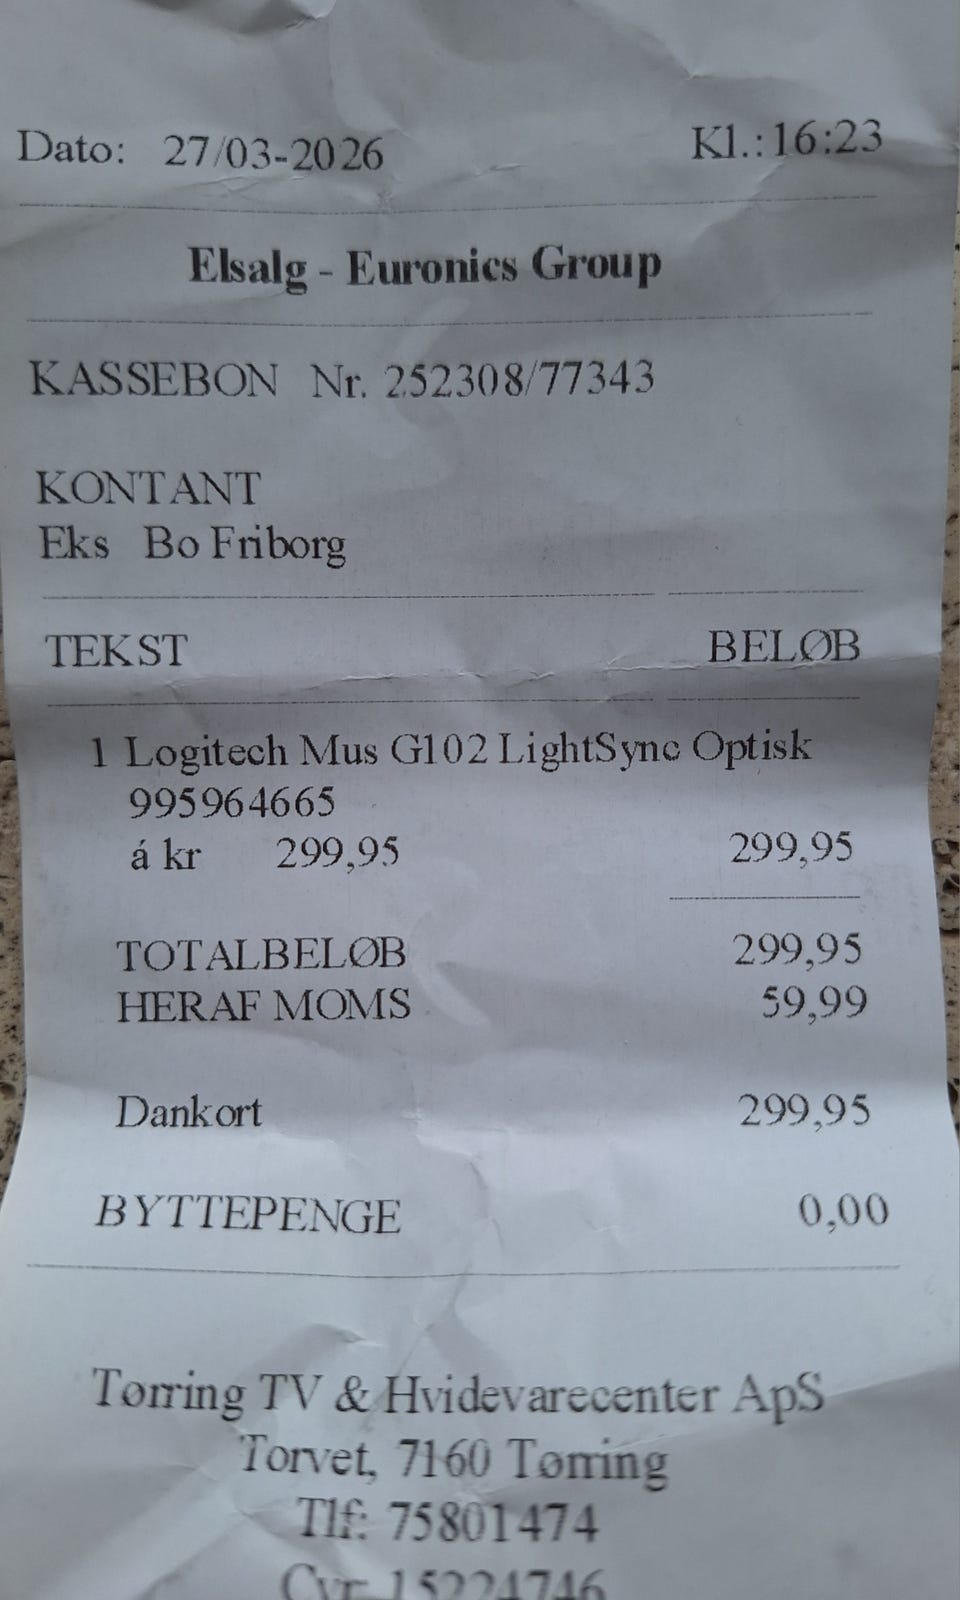 Dato: 27/03-2026 Kl.:16:23
Elsalg - Euronics Group
KASSEBON Nr. 252308/77343
KONTANT
Eks Bo Friborg
TEKST BELØB
1 Logitech Mus G102 LightSync Optisk
995964665
á kr 299,95 299,95
TOTALBELØB 299,95
HERAF MOMS 59,99
Dankort 299,95
BYTTEPENGE 0,00
Tørring TV & Hvidevarecenter ApS
Torvet, 7160 Tørring
Tlf: 75801474
Cvr 15224746